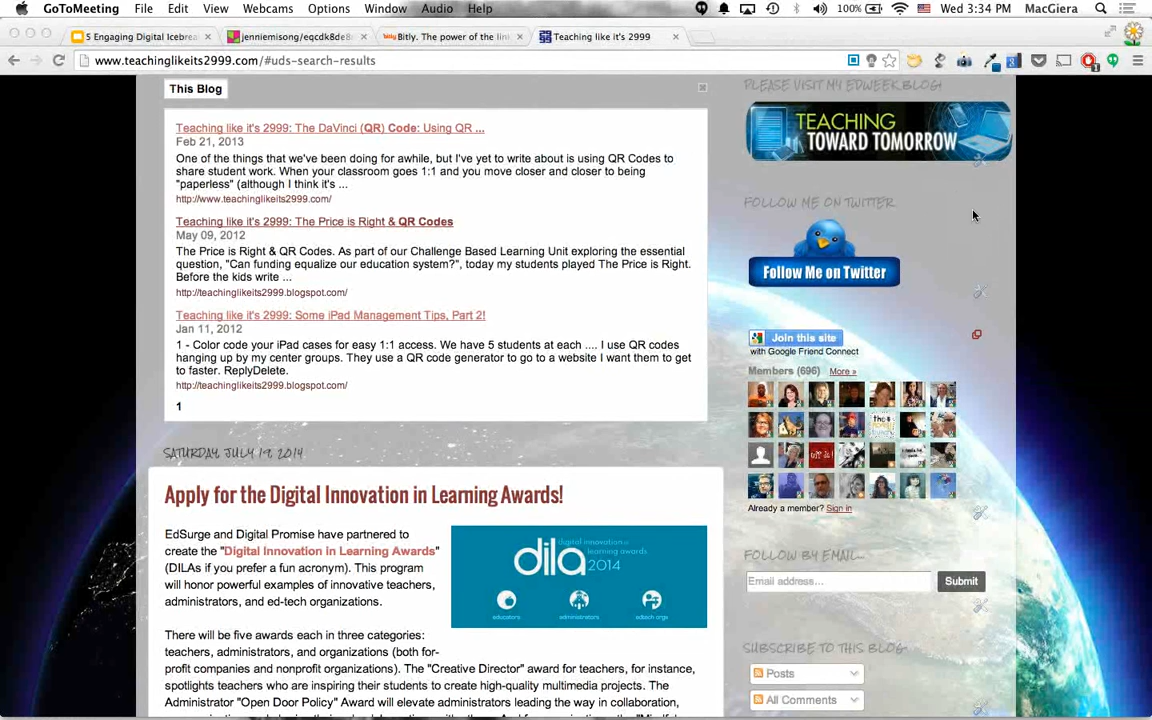 GoToMeeting File Edit View Webcams Options Window Audio Help 100% Wed 3:34 PM MacGiera
5 Engaging Digital Icebrea
jenniemisong/eqcdk8de8
Bitly. The power of the lin
Teaching like it's 2999
www.teachinglikeits2999.com/#uds-search-results
This Blog
Teaching like it's 2999: The DaVinci (QR) Code: Using QR ...
Feb 21, 2013
One of the things that we've been doing for awhile, but I've yet to write about is using QR Codes to
share student work. When your classroom goes 1:1 and you move closer and closer to being
"paperless" (although I think it's ...
http://www.teachinglikeits2999.com/
Teaching like it's 2999: The Price is Right & QR Codes
May 09, 2012
The Price is Right & QR Codes. As part of our Challenge Based Learning Unit exploring the essential
question, "Can funding equalize our education system?", today my students played The Price is Right.
Before the kids write ...
http://teachinglikeits2999.blogspot.com/
Teaching like it's 2999: Some iPad Management Tips, Part 2!
Jan 11, 2012
1 - Color code your iPad cases for easy 1:1 access. We have 5 students at each .... I use QR codes
hanging up by my center groups. They use a QR code generator to go to a website I want them to get
to faster. ReplyDelete.
http://teachinglikeits2999.blogspot.com/
1
SATURDAY, JULY 19, 2014
Apply for the Digital Innovation in Learning Awards!
EdSurge and Digital Promise have partnered to
create the "Digital Innovation in Learning Awards"
(DILAs if you prefer a fun acronym). This program
will honor powerful examples of innovative teachers,
administrators, and ed-tech organizations.
dila
digital innovation in
learning awards
2014
educators administrators edtech orgs
There will be five awards each in three categories:
teachers, administrators, and organizations (both for-
profit companies and nonprofit organizations). The "Creative Director" award for teachers, for instance,
spotlights teachers who are inspiring their students to create high-quality multimedia projects. The
Administrator "Open Door Policy" Award will elevate administrators leading the way in collaboration,
PLEASE VISIT MY EDWEEK BLOG!
TEACHING
TOWARD TOMORROW
FOLLOW ME ON TWITTER
Follow Me on Twitter
Join this site
with Google Friend Connect
Members (696) More »
Already a member? Sign in
FOLLOW BY EMAIL
Email address...
Submit
SUBSCRIBE TO THIS BLOG
Posts
All Comments